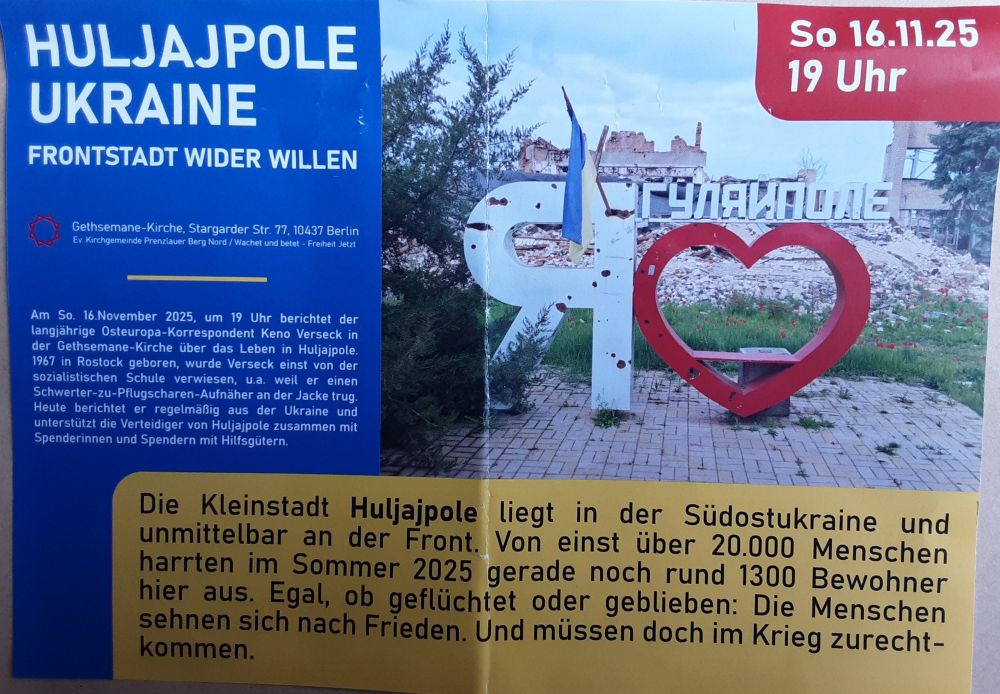 HULJAJPOLE
UKRAINE
FRONTSTADT WIDER WILLEN
So 16.11.25
19 Uhr
Gethsemane-Kirche, Stargarder Str. 77, 10437 Berlin
Ev. Kirchgemeinde Prenzlauer Berg Nord / Wachet und betet - Freiheit Jetzt
Am So. 16.November 2025, um 19 Uhr berichtet der
langjährige Osteuropa-Korrespondent Keno Verseck in
der Gethsemane-Kirche über das Leben in Huljajpole.
1967 in Rostock geboren, wurde Verseck einst von der
sozialistischen Schule verwiesen, u.a. weil er einen
Schwerter-zu-Pflugscharen-Aufnäher an der Jacke trug.
Heute berichtet er regelmäßig aus der Ukraine und
unterstützt die Verteidiger von Huljajpole zusammen mit
Spenderinnen und Spendern mit Hilfsgütern.
Я
ГУЛЯЙПОЛЕ
Die Kleinstadt Huljajpole liegt in der Südostukraine und
unmittelbar an der Front. Von einst über 20.000 Menschen
harrten im Sommer 2025 gerade noch rund 1300 Bewohner
hier aus. Egal, ob geflüchtet oder geblieben: Die Menschen
sehnen sich nach Frieden. Und müssen doch im Krieg zurecht-
kommen.